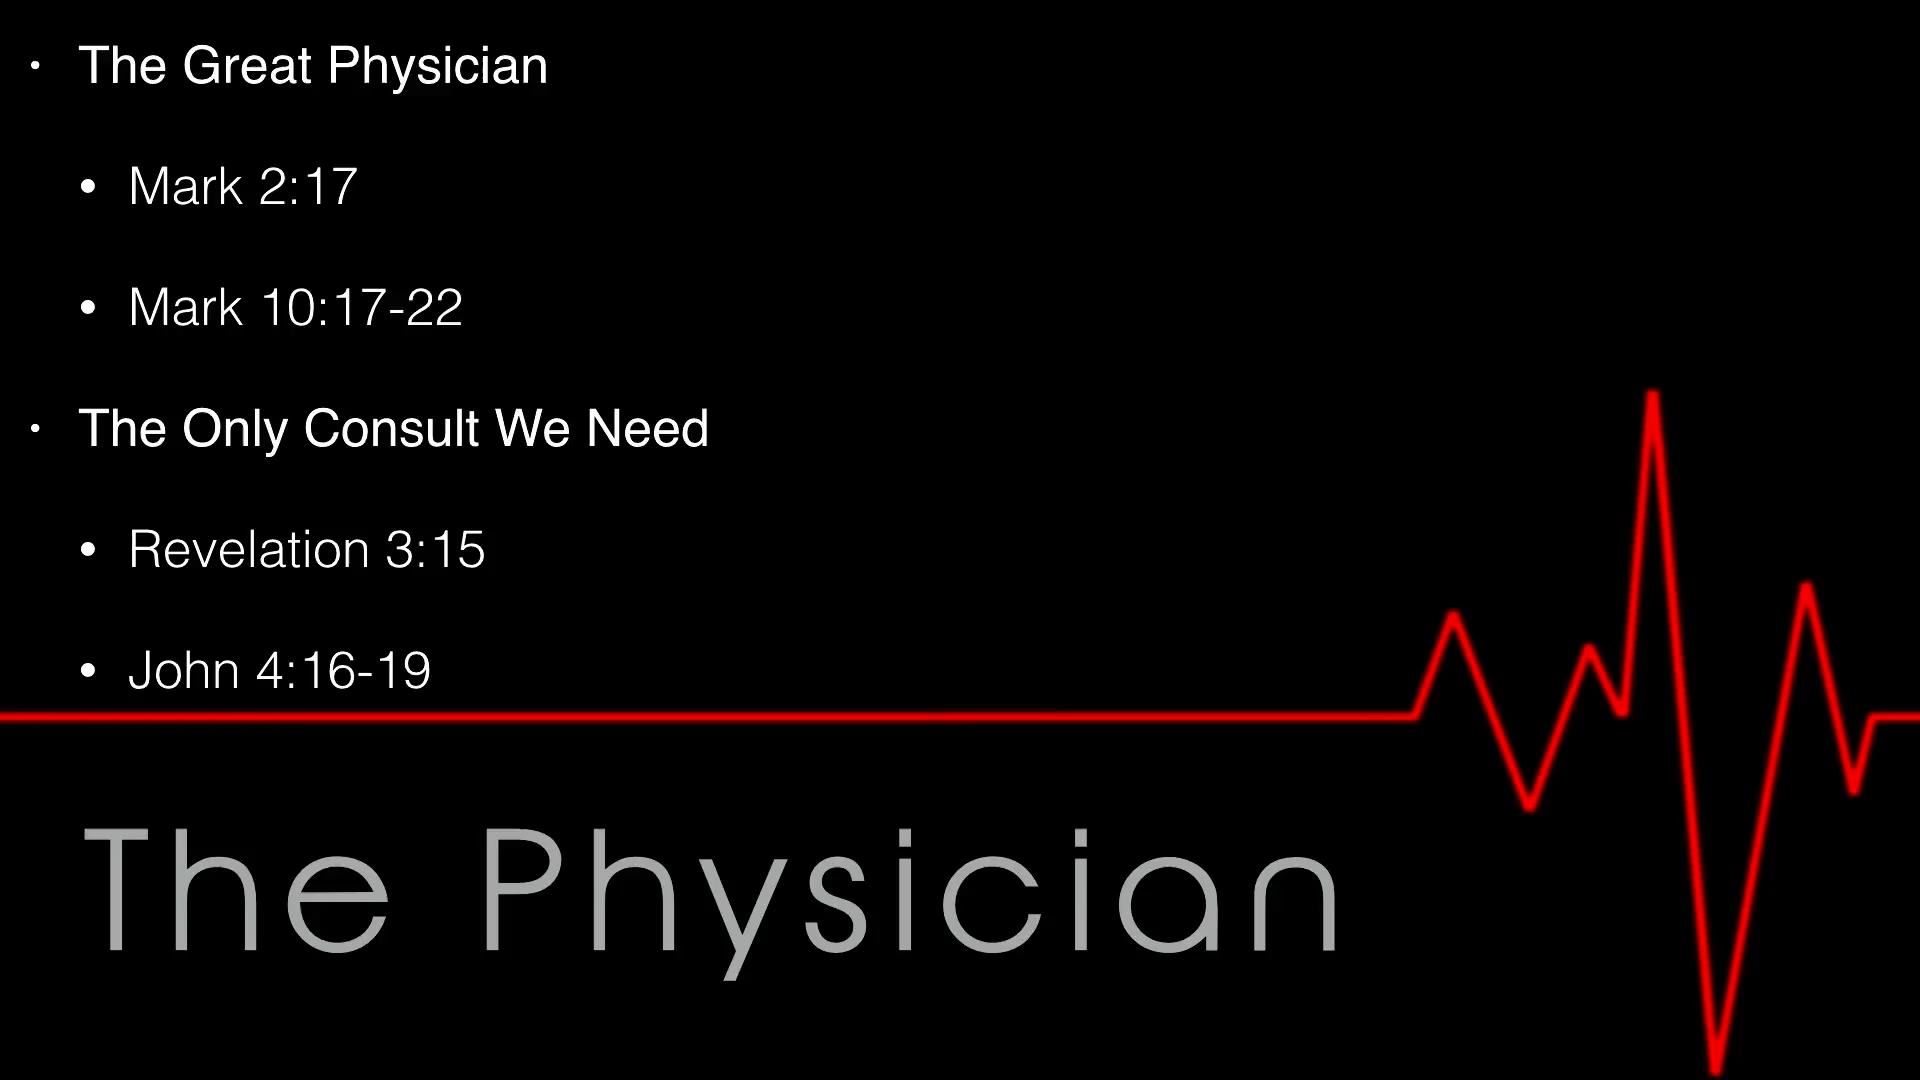 • The Great Physician
• Mark 2:17
• Mark 10:17-22
• The Only Consult We Need
• Revelation 3:15
• John 4:16-19
The Physician